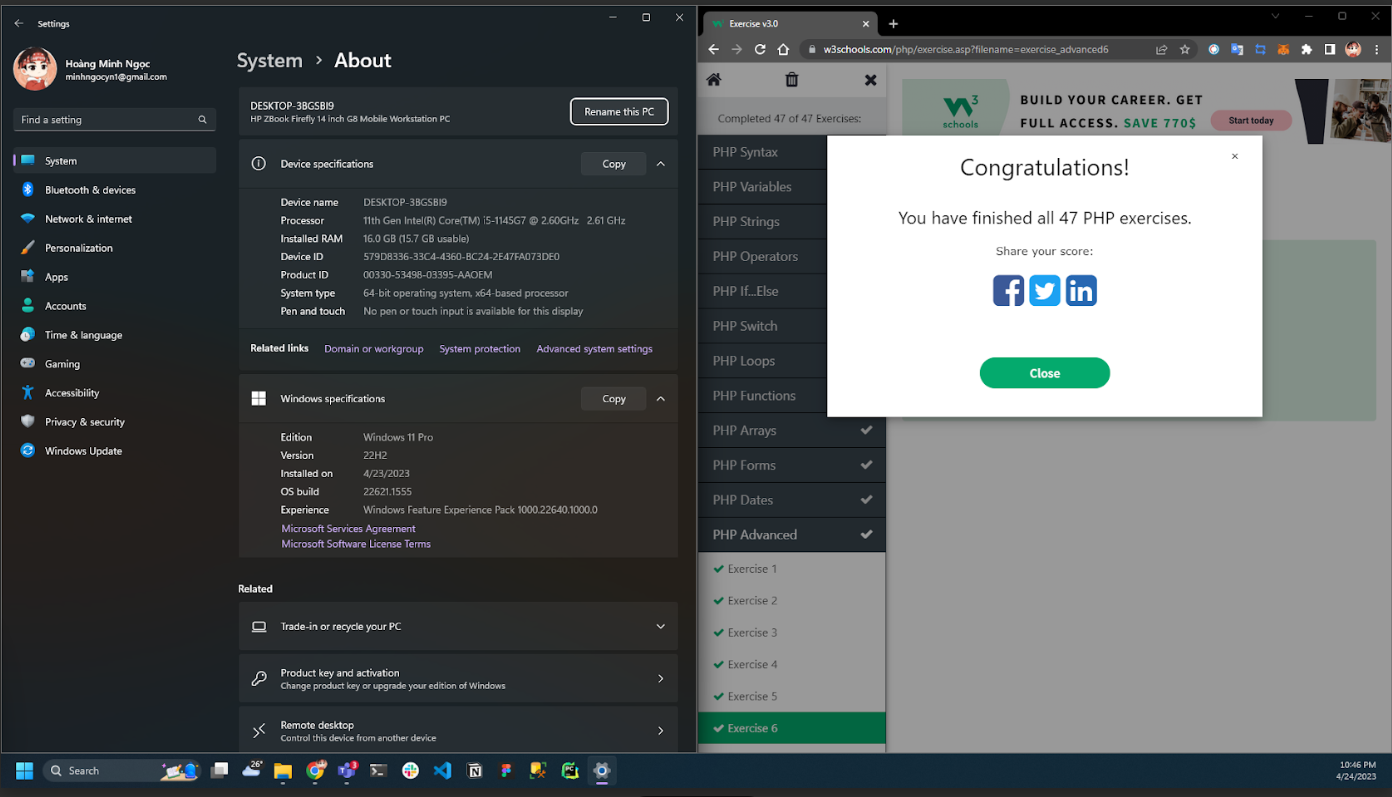 Settings
Hoàng Minh Ngọc
minhngocyn1@gmail.com
Find a setting
System
Bluetooth & devices
Network & internet
Personalization
Apps
Accounts
Time & language
Gaming
Accessibility
Privacy & security
Windows Update
System > About
DESKTOP-3BGSBI9
HP ZBook Firefly 14 inch G8 Mobile Workstation PC
Rename this PC
Device specifications
Copy
Device name DESKTOP-3BGSBI9
Processor 11th Gen Intel(R) Core(TM) i5-1145G7 @ 2.60GHz 2.61 GHz
Installed RAM 16.0 GB (15.7 GB usable)
Device ID 579D8336-33C4-4360-BC24-2E47FA073DE0
Product ID 00330-53498-03395-AAOEM
System type 64-bit operating system, x64-based processor
Pen and touch No pen or touch input is available for this display
Related links Domain or workgroup System protection Advanced system settings
Windows specifications
Copy
Edition Windows 11 Pro
Version 22H2
Installed on 4/23/2023
OS build 22621.1555
Experience Windows Feature Experience Pack 1000.22640.1000.0
Microsoft Services Agreement
Microsoft Software License Terms
Related
Trade-in or recycle your PC
Product key and activation
Change product key or upgrade your edition of Windows
Remote desktop
Control this device from another device
Exercise v3.0
w3schools.com/php/exercise.asp?filename=exercise_advanced6
Completed 47 of 47 Exercises:
PHP Syntax
PHP Variables
PHP Strings
PHP Operators
PHP If...Else
PHP Switch
PHP Loops
PHP Functions
PHP Arrays
PHP Forms
PHP Dates
PHP Advanced
Exercise 1
Exercise 2
Exercise 3
Exercise 4
Exercise 5
Exercise 6
W3
schools
BUILD YOUR CAREER. GET
FULL ACCESS. SAVE 770$
Start today
Congratulations!
You have finished all 47 PHP exercises.
Share your score:
Close
Search
26°
3
10:46 PM
4/24/2023